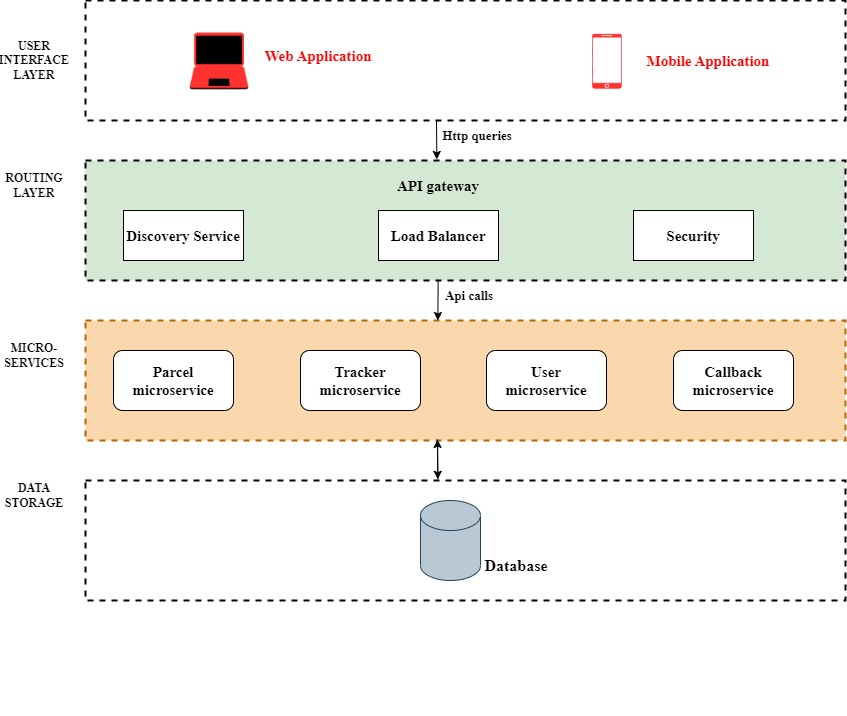 USER
INTERFACE
LAYER
Web Application
Mobile Application
Http queries
ROUTING
LAYER
API gateway
Discovery Service
Load Balancer
Security
Api calls
MICRO-
SERVICES
Parcel
microservice
Tracker
microservice
User
microservice
Callback
microservice
DATA
STORAGE
Database